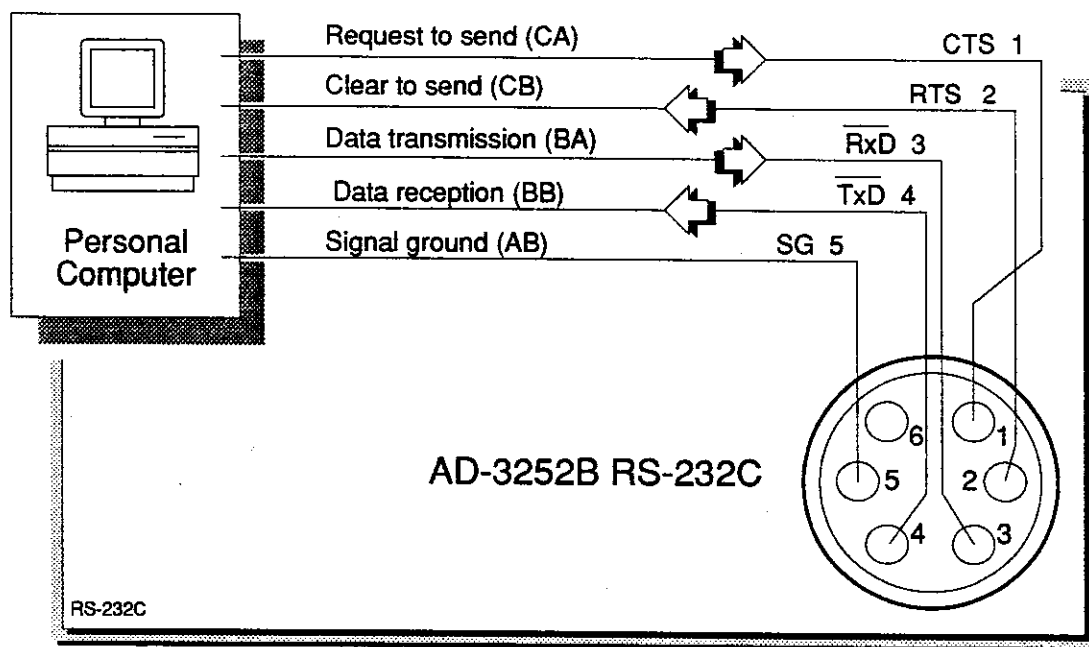 Request to send (CA)
CTS 1
Clear to send (CB)
RTS 2
Data transmission (BA)
RxD 3
Data reception (BB)
TxD 4
Signal ground (AB)
SG 5
Personal
Computer
6
1
AD-3252B RS-232C
5
2
4
3
RS-232C